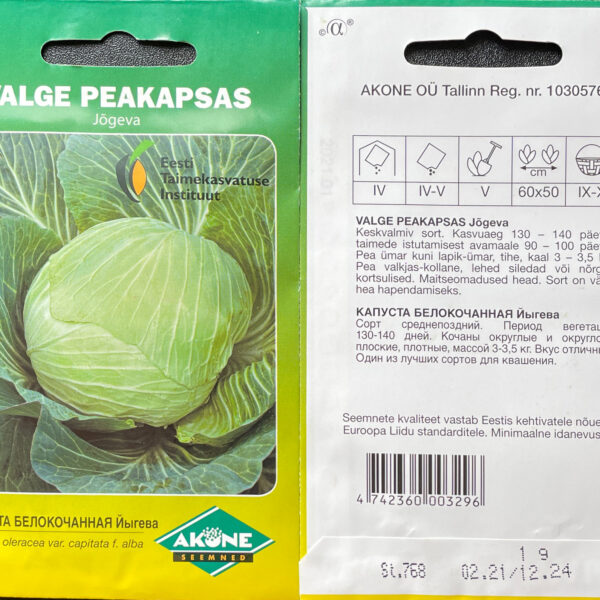 VALGE PEAKAPSAS
Jõgeva
Eesti
Taimekasvatuse
Instituut
ТА БЕЛОКОЧАННАЯ Йыгева
oleracea var. capitata f. alba
AKONE
SEEMNED
© α ®
AKONE OÜ Tallinn Reg. nr. 1030576
cm
IV IV-V V 60x50 IX-X
VALGE PEAKAPSAS Jõgeva
Keskvalmiv sort. Kasvuaeg 130 – 140 päe
taimede istutamisest avamaale 90 – 100 päe
Pea ümar kuni lapik-ümar, tihe, kaal 3 – 3,5
Pea valkjas-kollane, lehed siledad või nõrg
kortsulised. Maitseomadused head. Sort on vä
hea hapendamiseks.
КАПУСТА БЕЛОКОЧАННАЯ Йыгева
Сорт среднепоздний. Период вегетац
130-140 дней. Кочаны округлые и округло
плоские, плотные, массой 3-3,5 кг. Вкус отличн
Один из лучших сортов для квашения.
Seemnete kvaliteet vastab Eestis kehtivatele nõue
Euroopa Liidu standarditele. Minimaalne idanevus
4 742360 003296
19
St.768 02.21/12.24